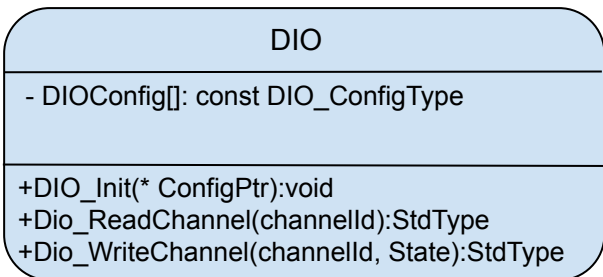 DIO
- DIOConfig[]: const DIO_ConfigType
+DIO_Init(* ConfigPtr):void
+Dio_ReadChannel(channelId):StdType
+Dio_WriteChannel(channelId, State):StdType